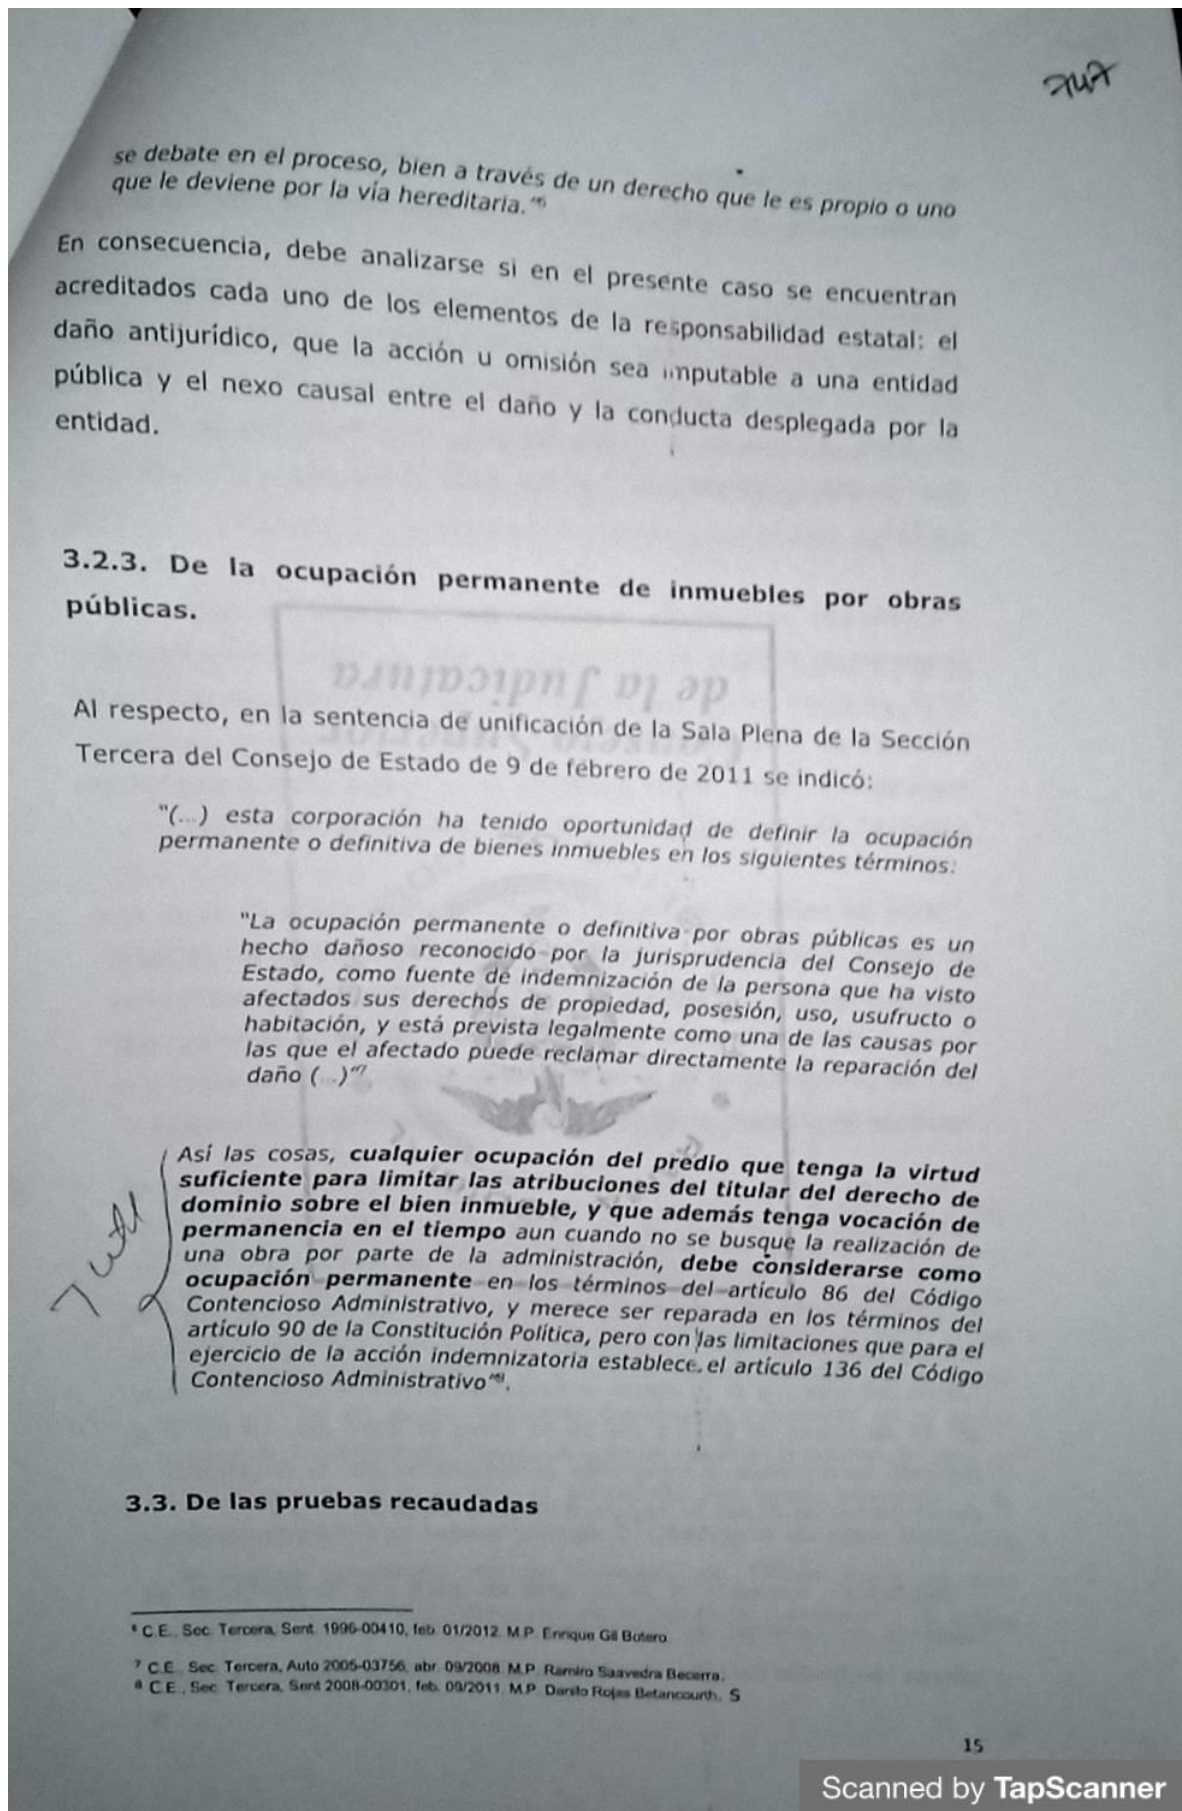 747
se debate en el proceso, bien a través de un derecho que le es propio o uno
que le deviene por la vía hereditaria."6
En consecuencia, debe analizarse si en el presente caso se encuentran
acreditados cada uno de los elementos de la responsabilidad estatal: el
daño antijurídico, que la acción u omisión sea imputable a una entidad
pública y el nexo causal entre el daño y la conducta desplegada por la
entidad.
3.2.3. De la ocupación permanente de inmuebles por obras
públicas.
de la Judicatura
Consejo Superior
Al respecto, en la sentencia de unificación de la Sala Plena de la Sección
Tercera del Consejo de Estado de 9 de febrero de 2011 se indicó:
"(...) esta corporación ha tenido oportunidad de definir la ocupación
permanente o definitiva de bienes inmuebles en los siguientes términos:
"La ocupación permanente o definitiva por obras públicas es un
hecho dañoso reconocido por la jurisprudencia del Consejo de
Estado, como fuente de indemnización de la persona que ha visto
afectados sus derechos de propiedad, posesión, uso, usufructo o
habitación, y está prevista legalmente como una de las causas por
las que el afectado puede reclamar directamente la reparación del
daño (...)"7
Así las cosas, cualquier ocupación del predio que tenga la virtud
suficiente para limitar las atribuciones del titular del derecho de
dominio sobre el bien inmueble, y que además tenga vocación de
permanencia en el tiempo aun cuando no se busque la realización de
una obra por parte de la administración, debe considerarse como
ocupación permanente en los términos del artículo 86 del Código
Contencioso Administrativo, y merece ser reparada en los términos del
artículo 90 de la Constitución Política, pero con las limitaciones que para el
ejercicio de la acción indemnizatoria establece el artículo 136 del Código
Contencioso Administrativo"8.
3.3. De las pruebas recaudadas
6 C.E., Sec. Tercera, Sent. 1996-00410, feb. 01/2012. M.P. Enrique Gil Botero.
7 C.E., Sec. Tercera, Auto 2005-03756, abr. 09/2008. M.P. Ramiro Saavedra Becerra.
8 C.E., Sec. Tercera, Sent 2008-00301, feb. 09/2011. M.P. Danilo Rojas Betancourth. S
15
Scanned by TapScanner